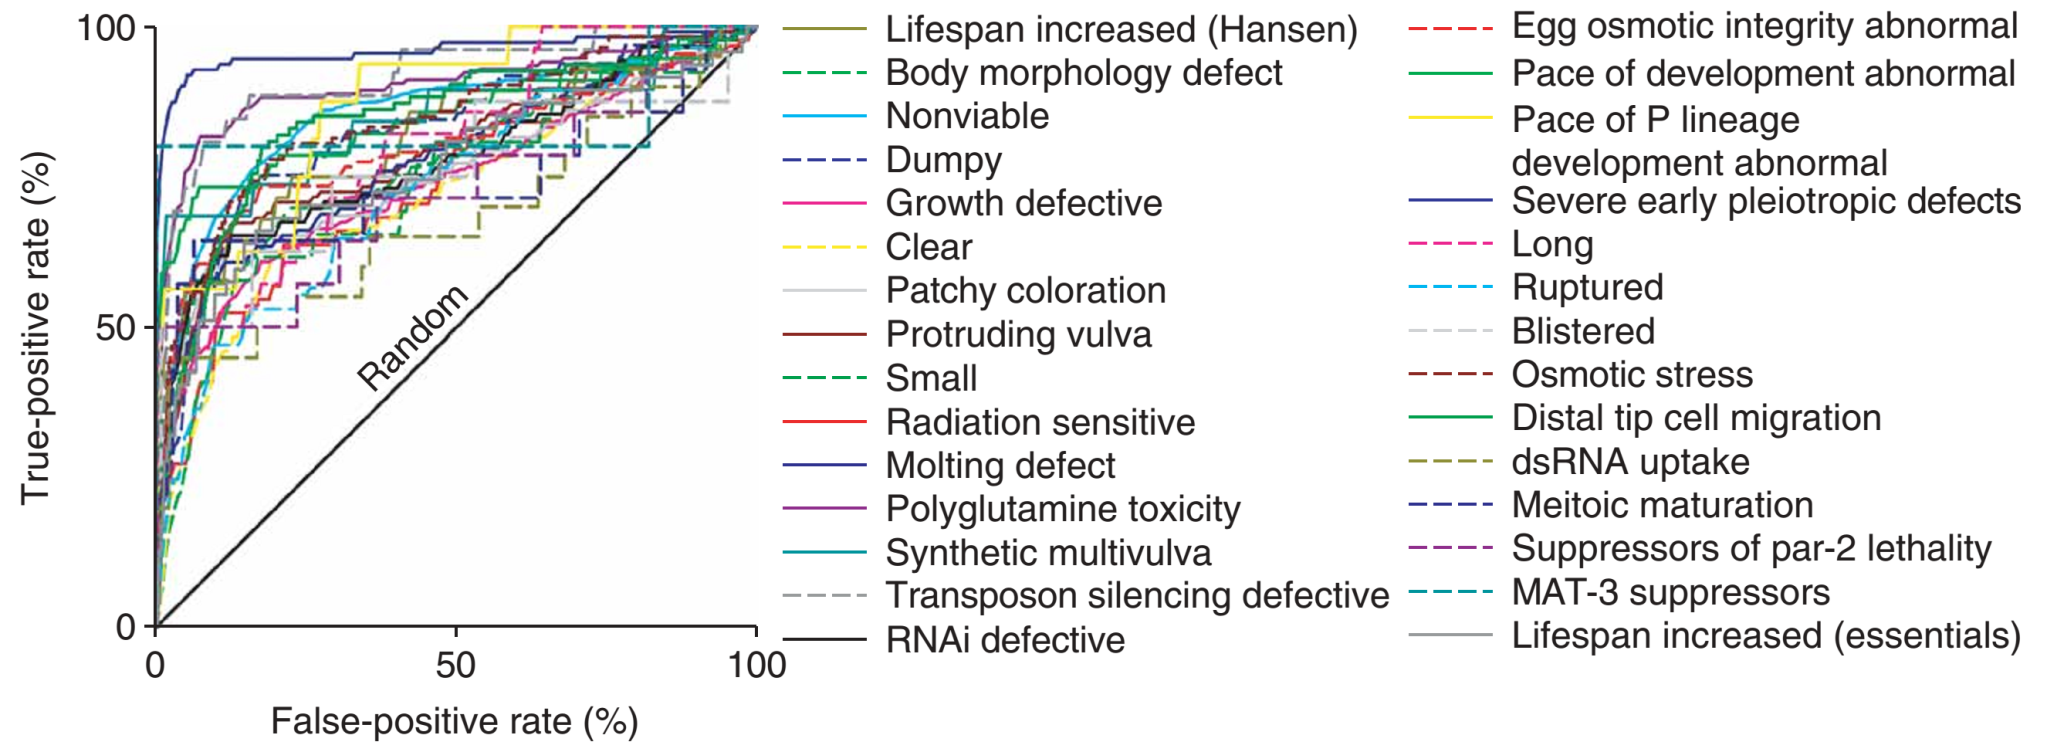 100
50
0
0
50
100
True-positive rate (%)
False-positive rate (%)
Random
Lifespan increased (Hansen)
Body morphology defect
Nonviable
Dumpy
Growth defective
Clear
Patchy coloration
Protruding vulva
Small
Radiation sensitive
Molting defect
Polyglutamine toxicity
Synthetic multivulva
Transposon silencing defective
RNAi defective
Egg osmotic integrity abnormal
Pace of development abnormal
Pace of P lineage
development abnormal
Severe early pleiotropic defects
Long
Ruptured
Blistered
Osmotic stress
Distal tip cell migration
dsRNA uptake
Meitoic maturation
Suppressors of par-2 lethality
MAT-3 suppressors
Lifespan increased (essentials)